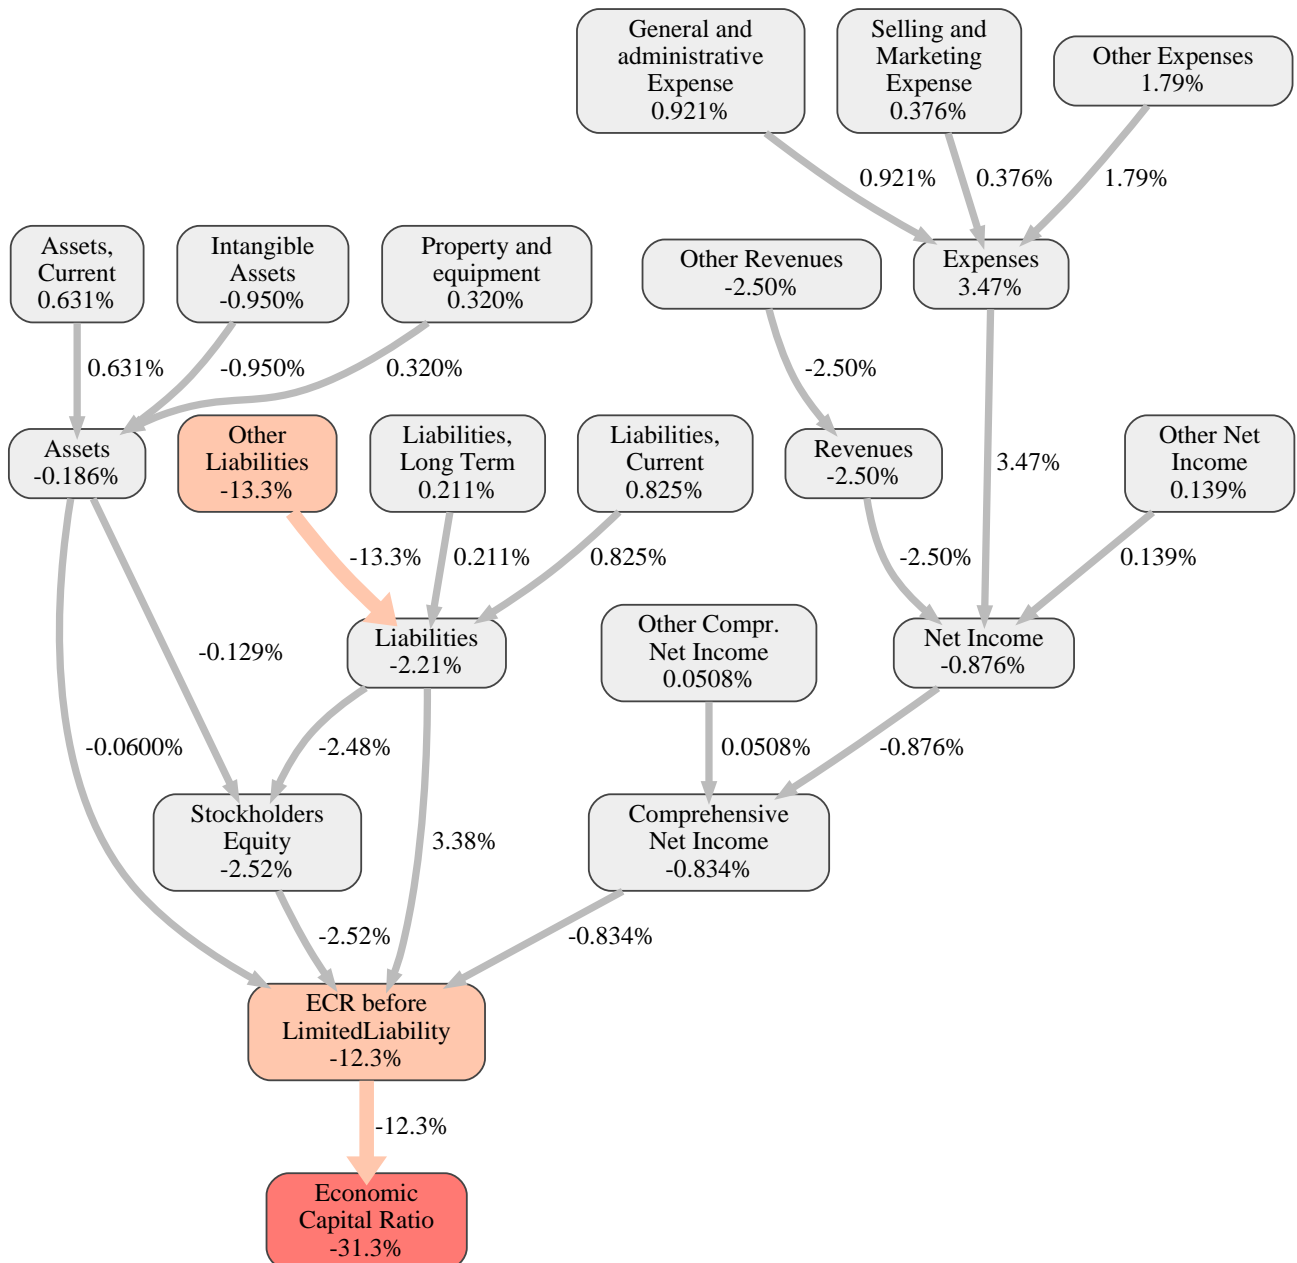 General and
administrative
Expense
0.921%
Selling and
Marketing
Expense
0.376%
Other Expenses
1.79%
0.921%
0.376%
1.79%
Assets,
Current
0.631%
Intangible
Assets
-0.950%
Property and
equipment
0.320%
Other Revenues
-2.50%
Expenses
3.47%
0.631%
-0.950%
0.320%
-2.50%
Assets
-0.186%
Other
Liabilities
-13.3%
Liabilities,
Long Term
0.211%
Liabilities,
Current
0.825%
Revenues
-2.50%
3.47%
Other Net
Income
0.139%
-13.3%
0.211%
0.825%
-2.50%
0.139%
-0.129%
Liabilities
-2.21%
Other Compr.
Net Income
0.0508%
Net Income
-0.876%
-0.0600%
-2.48%
0.0508%
-0.876%
Stockholders
Equity
-2.52%
3.38%
Comprehensive
Net Income
-0.834%
-2.52%
-0.834%
ECR before
LimitedLiability
-12.3%
-12.3%
Economic
Capital Ratio
-31.3%